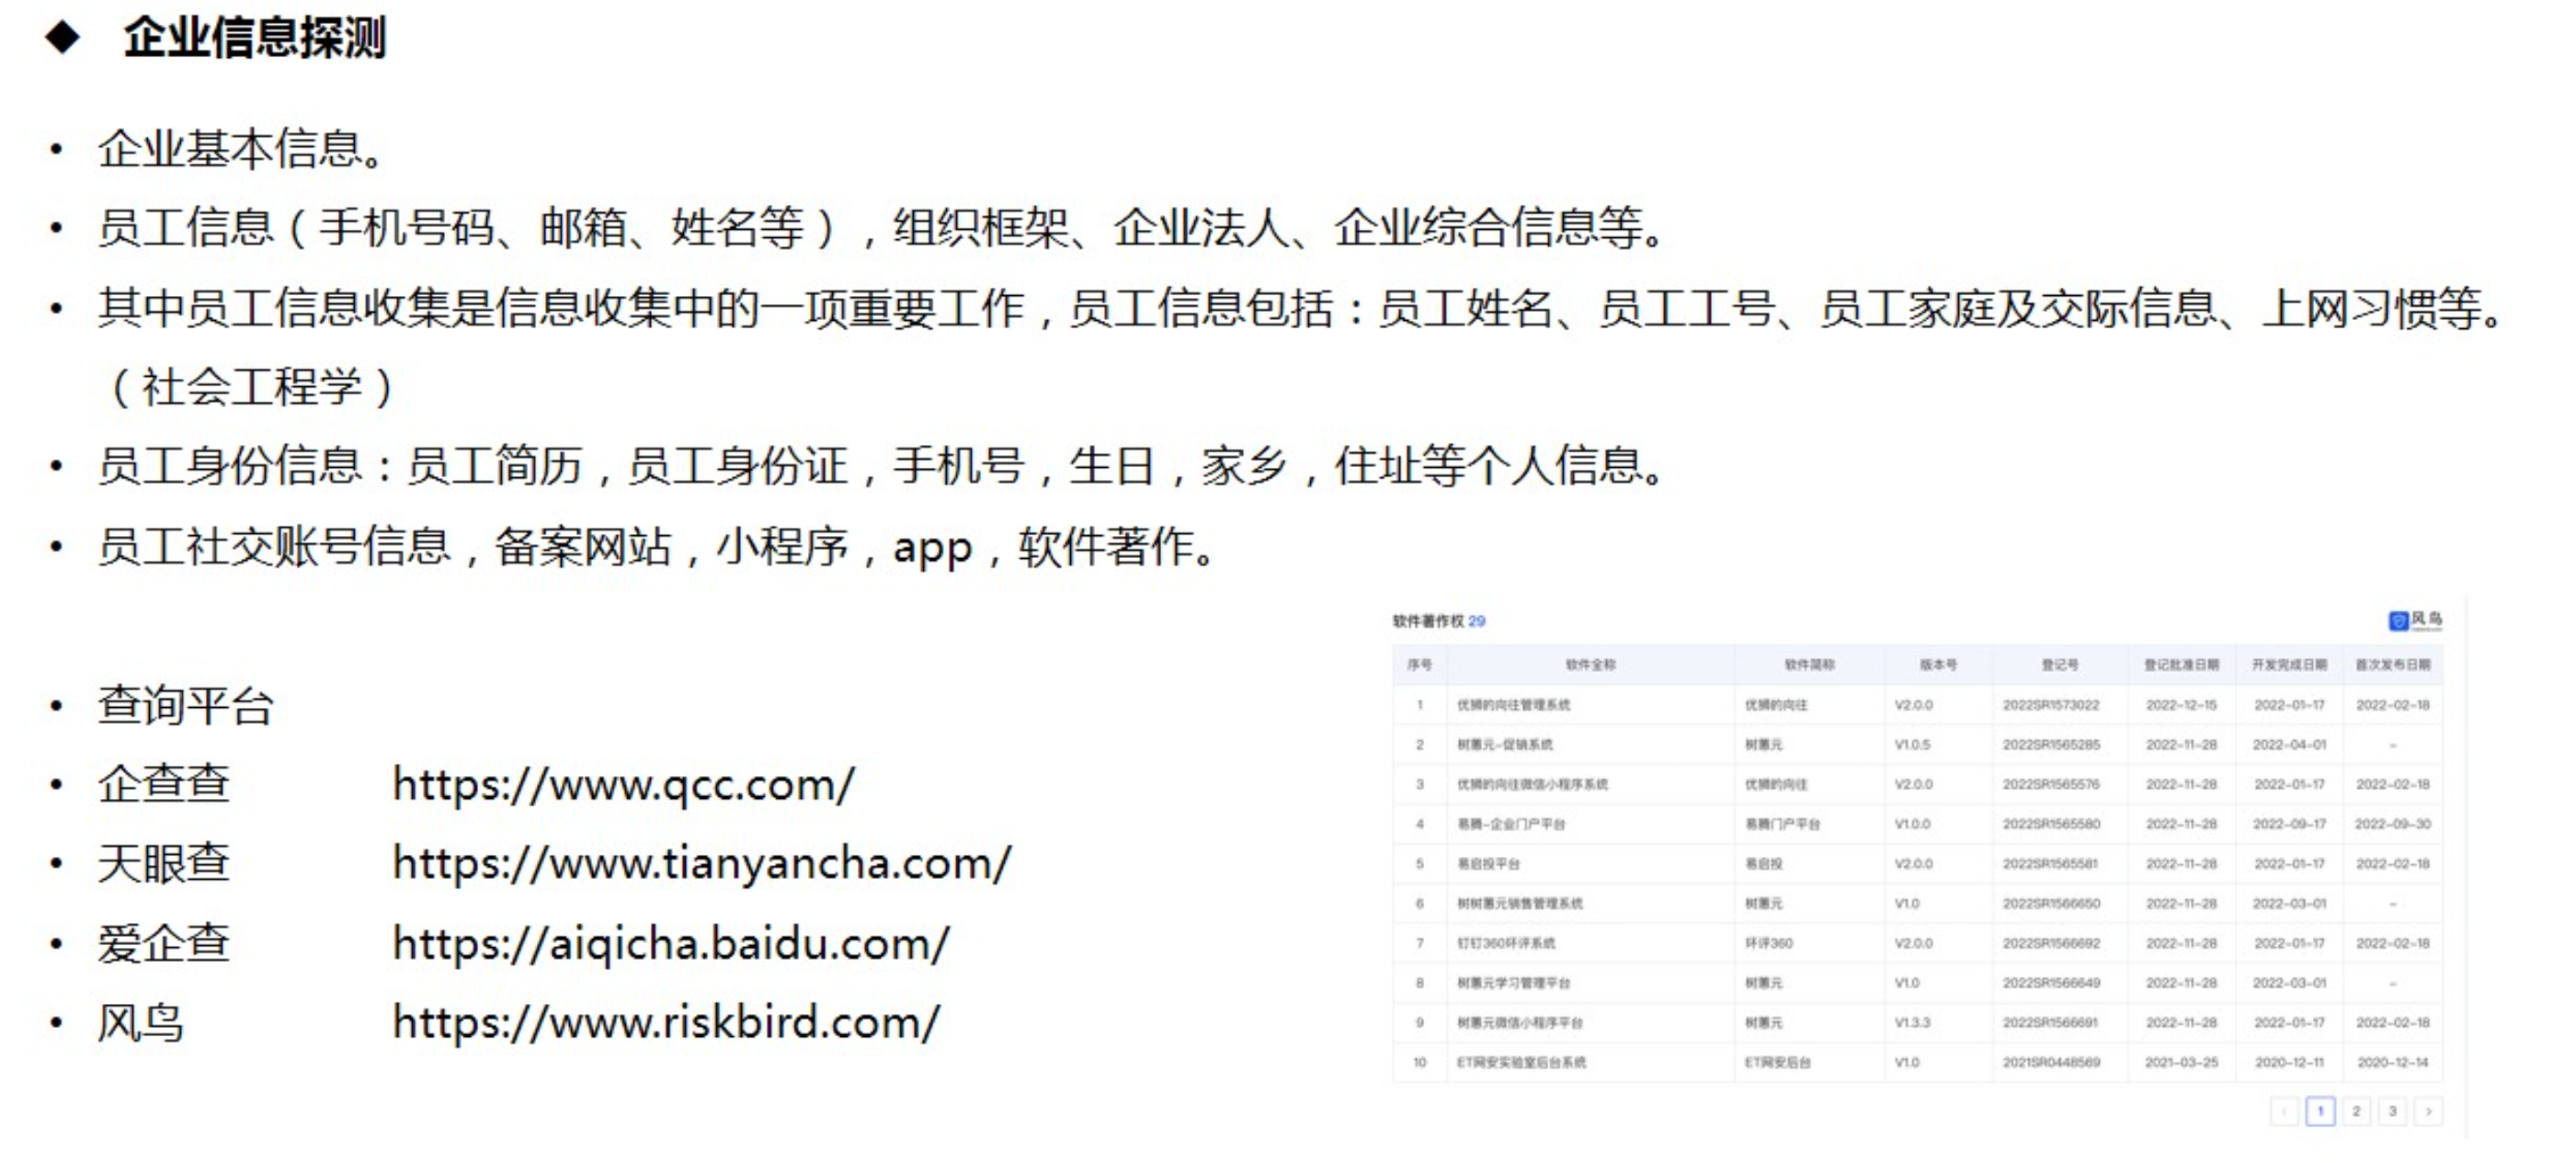 ◆ 企业信息探测
• 企业基本信息。
• 员工信息（手机号码、邮箱、姓名等），组织框架、企业法人、企业综合信息等。
• 其中员工信息收集是信息收集中的一项重要工作，员工信息包括：员工姓名、员工工号、员工家庭及交际信息、上网习惯等。
（社会工程学）
• 员工身份信息：员工简历，员工身份证，手机号，生日，家乡，住址等个人信息。
• 员工社交账号信息，备案网站，小程序，app，软件著作。
• 查询平台
• 企查查 https://www.qcc.com/
• 天眼查 https://www.tianyancha.com/
• 爱企查 https://aiqicha.baidu.com/
• 风鸟 https://www.riskbird.com/
软件著作权 29 风鸟
序号 软件全称 软件简称 版本号 登记号 登记批准日期 开发完成日期 首次发布日期
1 优狮的向往管理系统 优狮的向往 V2.0.0 2022SR1573022 2022-12-15 2022-01-17 2022-02-18
2 树蕙元-促销系统 树蕙元 V1.0.5 2022SR1565285 2022-11-28 2022-04-01 -
3 优狮的向往微信小程序系统 优狮的向往 V2.0.0 2022SR1565576 2022-11-28 2022-01-17 2022-02-18
4 易腾-企业门户平台 易腾门户平台 V1.0.0 2022SR1565580 2022-11-28 2022-09-17 2022-09-30
5 易启投平台 易启投 V2.0.0 2022SR1565581 2022-11-28 2022-01-17 2022-02-18
6 树树蕙元销售管理系统 树蕙元 V1.0 2022SR1566650 2022-11-28 2022-03-01 -
7 钉钉360环评系统 环评360 V2.0.0 2022SR1566692 2022-11-28 2022-01-17 2022-02-18
8 树蕙元学习管理平台 树蕙元 V1.0 2022SR1566649 2022-11-28 2022-03-01 -
9 树蕙元微信小程序平台 树蕙元 V1.3.3 2022SR1566691 2022-11-28 2022-01-17 2022-02-18
10 ET网安实验室后台系统 ET网安后台 V1.0 2021SR0448569 2021-03-25 2020-12-11 2020-12-14
‹ 1 2 3 ›